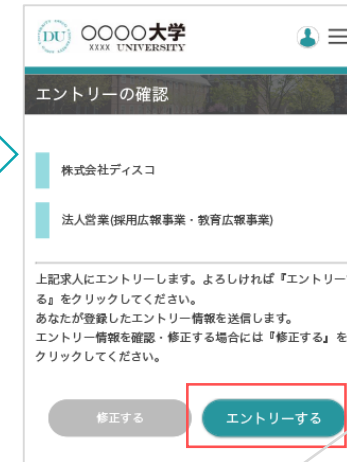 DU
○○○○大学
XXXX UNIVERSITY
エントリーの確認
株式会社ディスコ
法人営業(採用広報事業・教育広報事業)
上記求人にエントリーします。よろしければ『エントリーす
る』をクリックしてください。
あなたが登録したエントリー情報を送信します。
エントリー情報を確認・修正する場合には『修正する』を
クリックしてください。
修正する
エントリーする